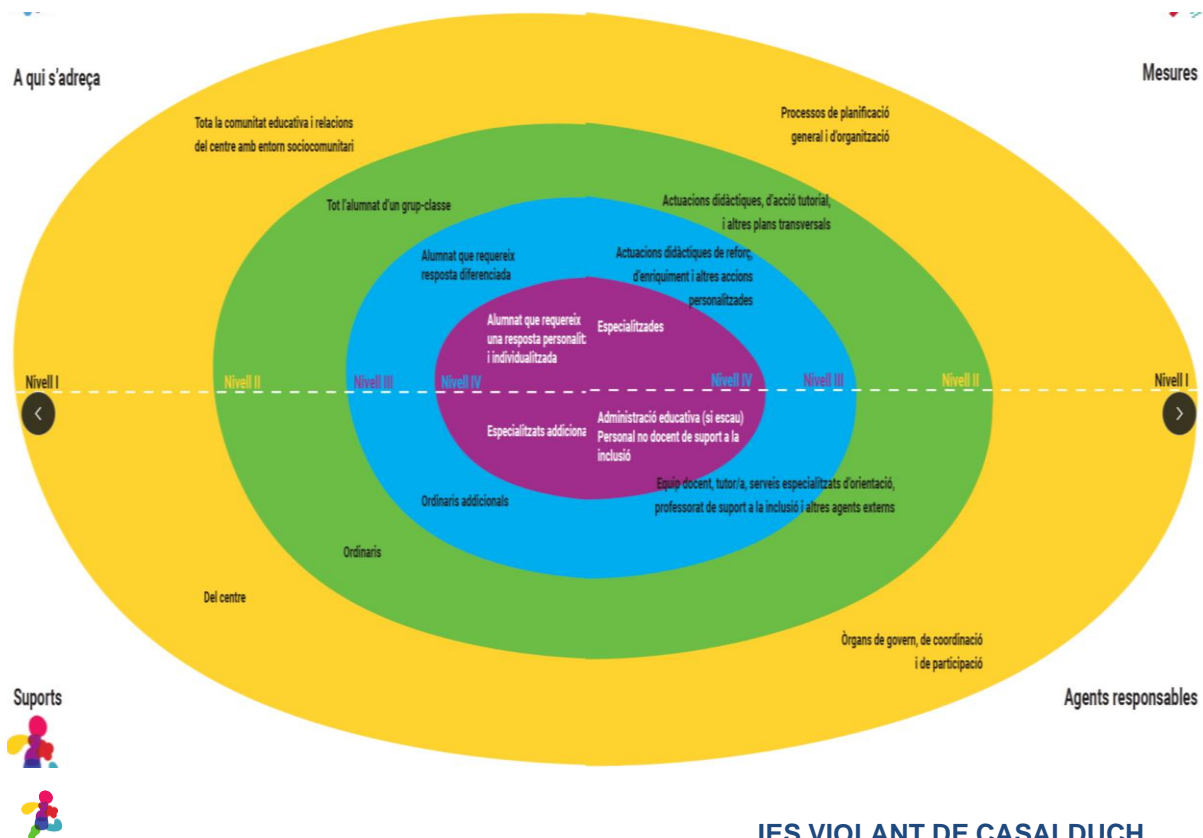 A qui s'adreça
Mesures
Tota la comunitat educativa i relacions
del centre amb entorn sociocomunitari
Processos de planificació
general i d'organització
Tot l'alumnat d'un grup-classe
Actuacions didàctiques, d'acció tutorial,
i altres plans transversals
Alumnat que requereix
resposta diferenciada
Actuacions didàctiques de reforç,
d'enriquiment i altres accions
personalitzades
Alumnat que requereix
una resposta personalit
i individualitzada
Especialitzades
Nivell I
Nivell II
Nivell III
Nivell IV
Nivell IV
Nivell III
Nivell II
Nivell I
Especialitzats addiciona
Administració educativa (si escau)
Personal no docent de suport a la
inclusió
Ordinaris addicionals
Equip docent, tutor/a, serveis especialitzats d'orientació,
professorat de suport a la inclusió i altres agents externs
Ordinaris
Del centre
Òrgans de govern, de coordinació
i de participació
Suports
Agents responsables
IES VIOLANT DE CASALDUCH